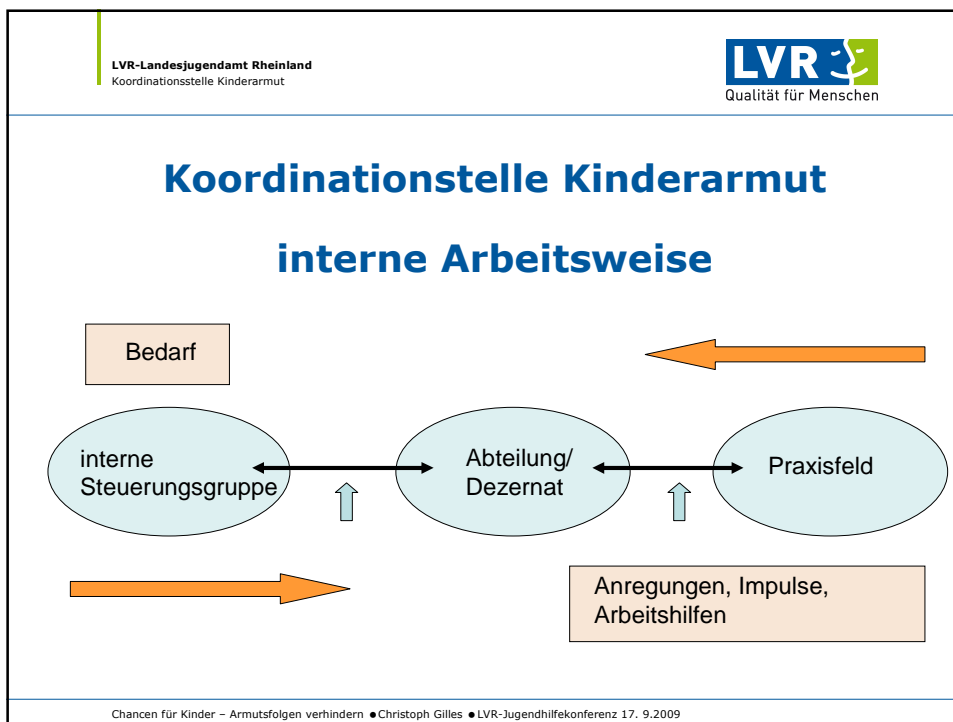 LVR-Landesjugendamt Rheinland
Koordinationsstelle Kinderarmut
LVR
Qualität für Menschen
Koordinationstelle Kinderarmut
interne Arbeitsweise
Bedarf
interne
Steuerungsgruppe
Abteilung/
Dezernat
Praxisfeld
Anregungen, Impulse,
Arbeitshilfen
Chancen für Kinder – Armutsfolgen verhindern ● Christoph Gilles ● LVR-Jugendhilfekonferenz 17. 9.2009